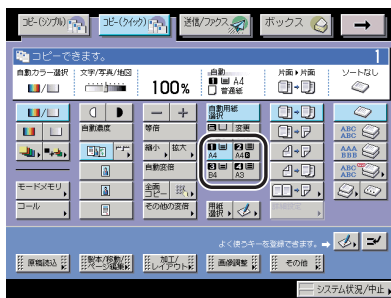 コピー(シンプル) コピー(クイック) 送信/ファクス ボックス
コピーできます。 1
自動カラー選択 文字/写真/地図 100% 自動 1 A4 普通紙 片面▸片面 ソートなし
自動濃度 等倍 自動用紙選択 変更
縮小 拡大 1 A4 2 A4R
自動変倍 3 B4 4 A3
ABC ABC
AAA BBB
ABC
モードメモリ 全面コピー
コール その他の変倍 用紙選択
よく使うキーを登録できます。
原稿読込 製本/移動/ページ編集 加工/レイアウト 画像調整 その他
システム状況/中止